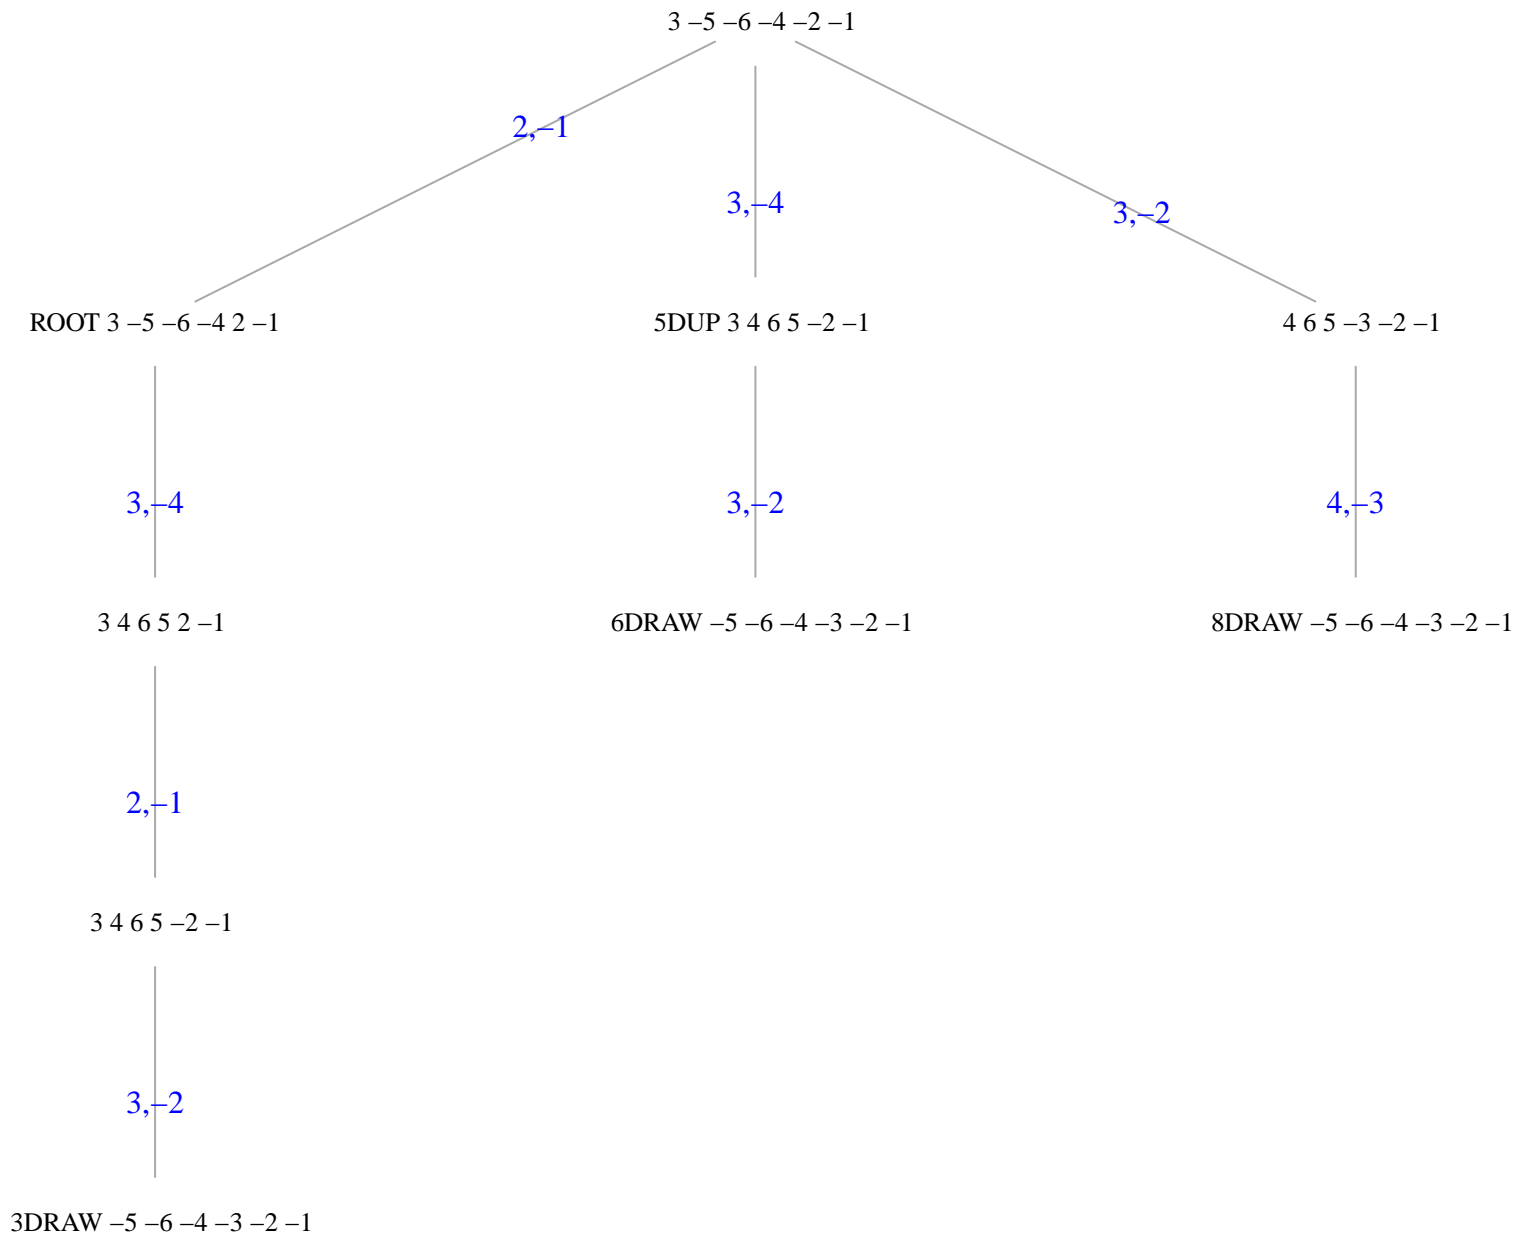 3 –5 –6 –4 –2 –1
2,–1
3,–4
3,–2
ROOT 3 –5 –6 –4 2 –1
5DUP 3 4 6 5 –2 –1
4 6 5 –3 –2 –1
3,–4
3,–2
4,–3
3 4 6 5 2 –1
6DRAW –5 –6 –4 –3 –2 –1
8DRAW –5 –6 –4 –3 –2 –1
2,–1
3 4 6 5 –2 –1
3,–2
3DRAW –5 –6 –4 –3 –2 –1